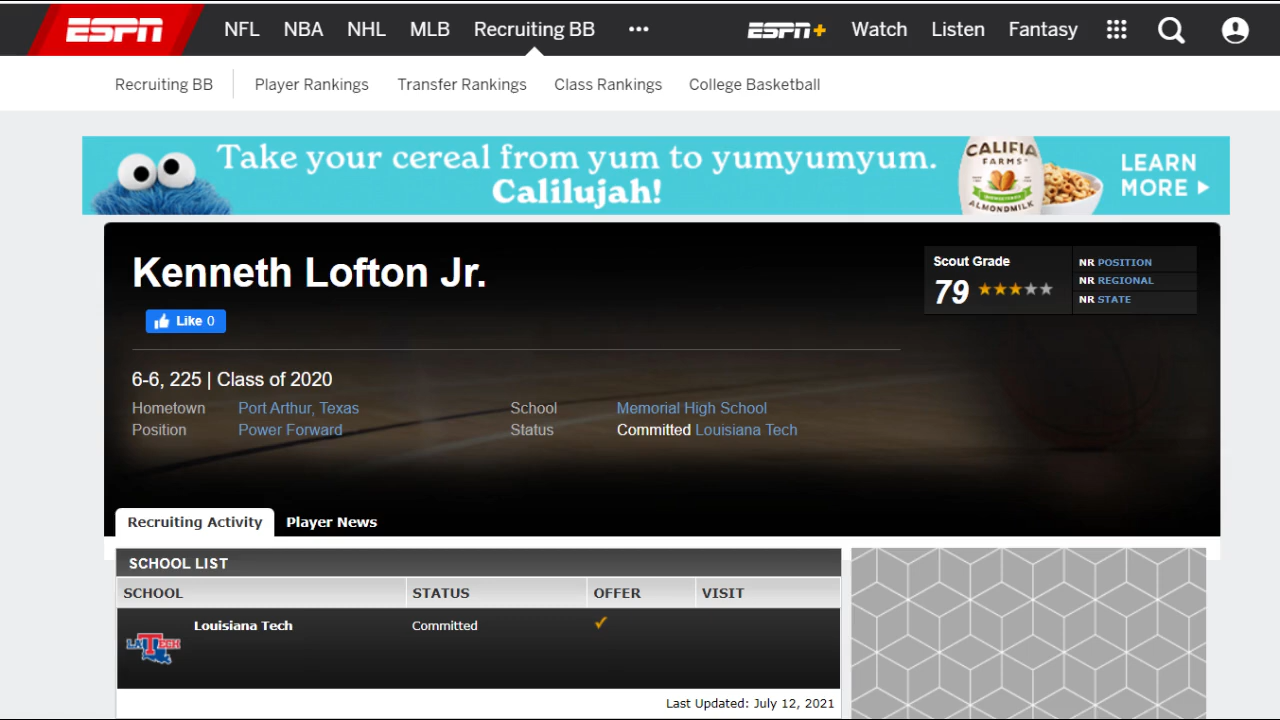 ESPN NFL NBA NHL MLB Recruiting BB ••• ESPN+ Watch Listen Fantasy
Recruiting BB Player Rankings Transfer Rankings Class Rankings College Basketball
Take your cereal from yum to yumyumyum.
Calilujah!
CALIFIA
FARMS
UNSWEETENED
ALMONDMILK
LEARN
MORE
Kenneth Lofton Jr.
Like 0
Scout Grade
79
NR POSITION
NR REGIONAL
NR STATE
6-6, 225 | Class of 2020
Hometown Port Arthur, Texas School Memorial High School
Position Power Forward Status Committed Louisiana Tech
Recruiting Activity Player News
SCHOOL LIST
SCHOOL STATUS OFFER VISIT
LA TECH Louisiana Tech Committed ✓
Last Updated: July 12, 2021